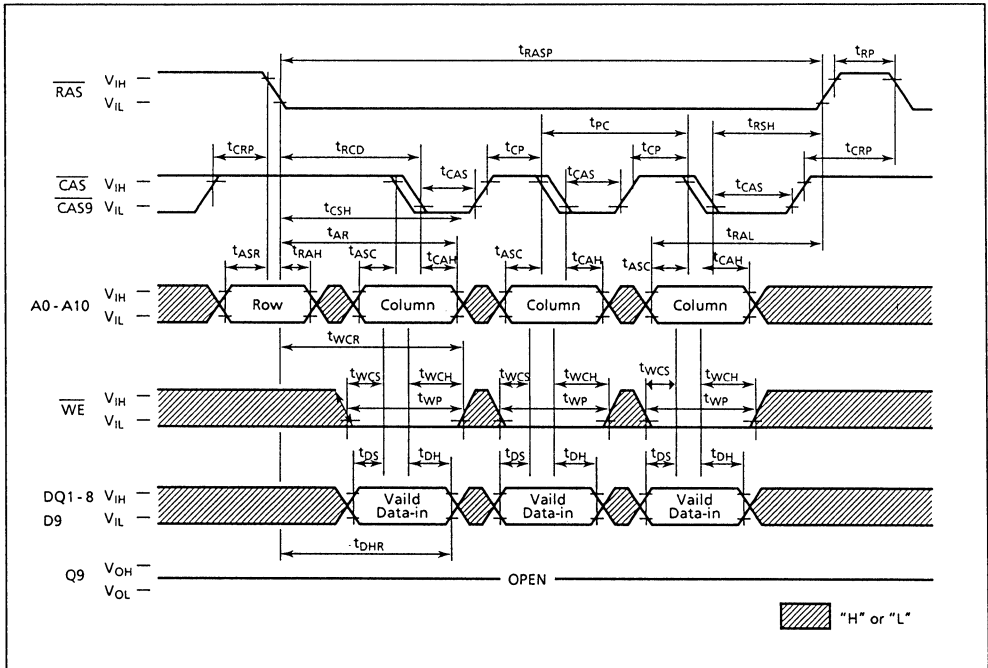 tRASP tRP
RAS VIH
VIL
tPC tRSH
tCRP tRCD tCP tCP tCRP
CAS VIH tCAS tCAS tCAS
CAS9 VIL
tCSH
tAR tRAL
tASR tRAH tASC tCAH tASC tCAH tASC tCAH
A0 - A10 VIH
VIL
Row Column Column Column
tWCR
tWCS tWCH tWCS tWCH tWCS tWCH
WE VIH tWP tWP tWP
VIL
tDS tDH tDS tDH tDS tDH
DQ1 - 8 VIH Vaild Vaild Vaild
D9 VIL Data-in Data-in Data-in
tDHR
Q9 VOH
VOL
OPEN
"H" or "L"